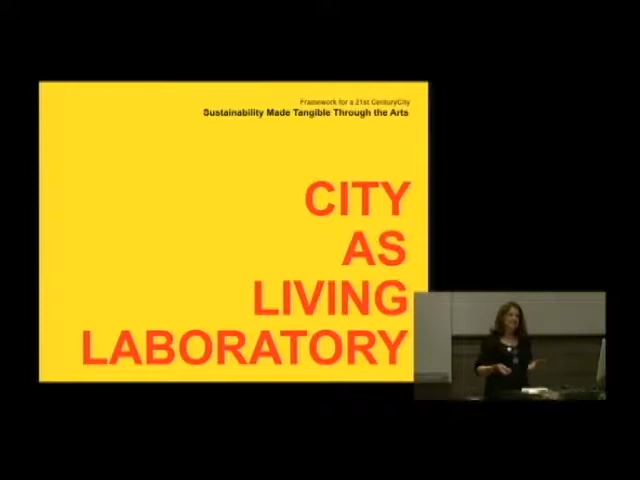 Framework for a 21st CenturyCity
Sustainability Made Tangible Through the Arts
CITY
AS
LIVING
LABORATORY